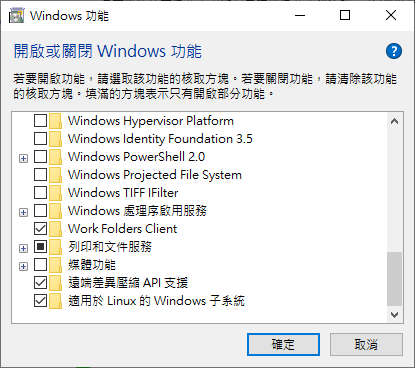 Windows 功能
開啟或關閉 Windows 功能
若要開啟功能，請選取該功能的核取方塊。若要關閉功能，請清除該功能
的核取方塊。填滿的方塊表示只有開啟部分功能。
Windows Hypervisor Platform
Windows Identity Foundation 3.5
Windows PowerShell 2.0
Windows Projected File System
Windows TIFF IFilter
Windows 處理序啟用服務
Work Folders Client
列印和文件服務
媒體功能
遠端差異壓縮 API 支援
適用於 Linux 的 Windows 子系統
確定
取消